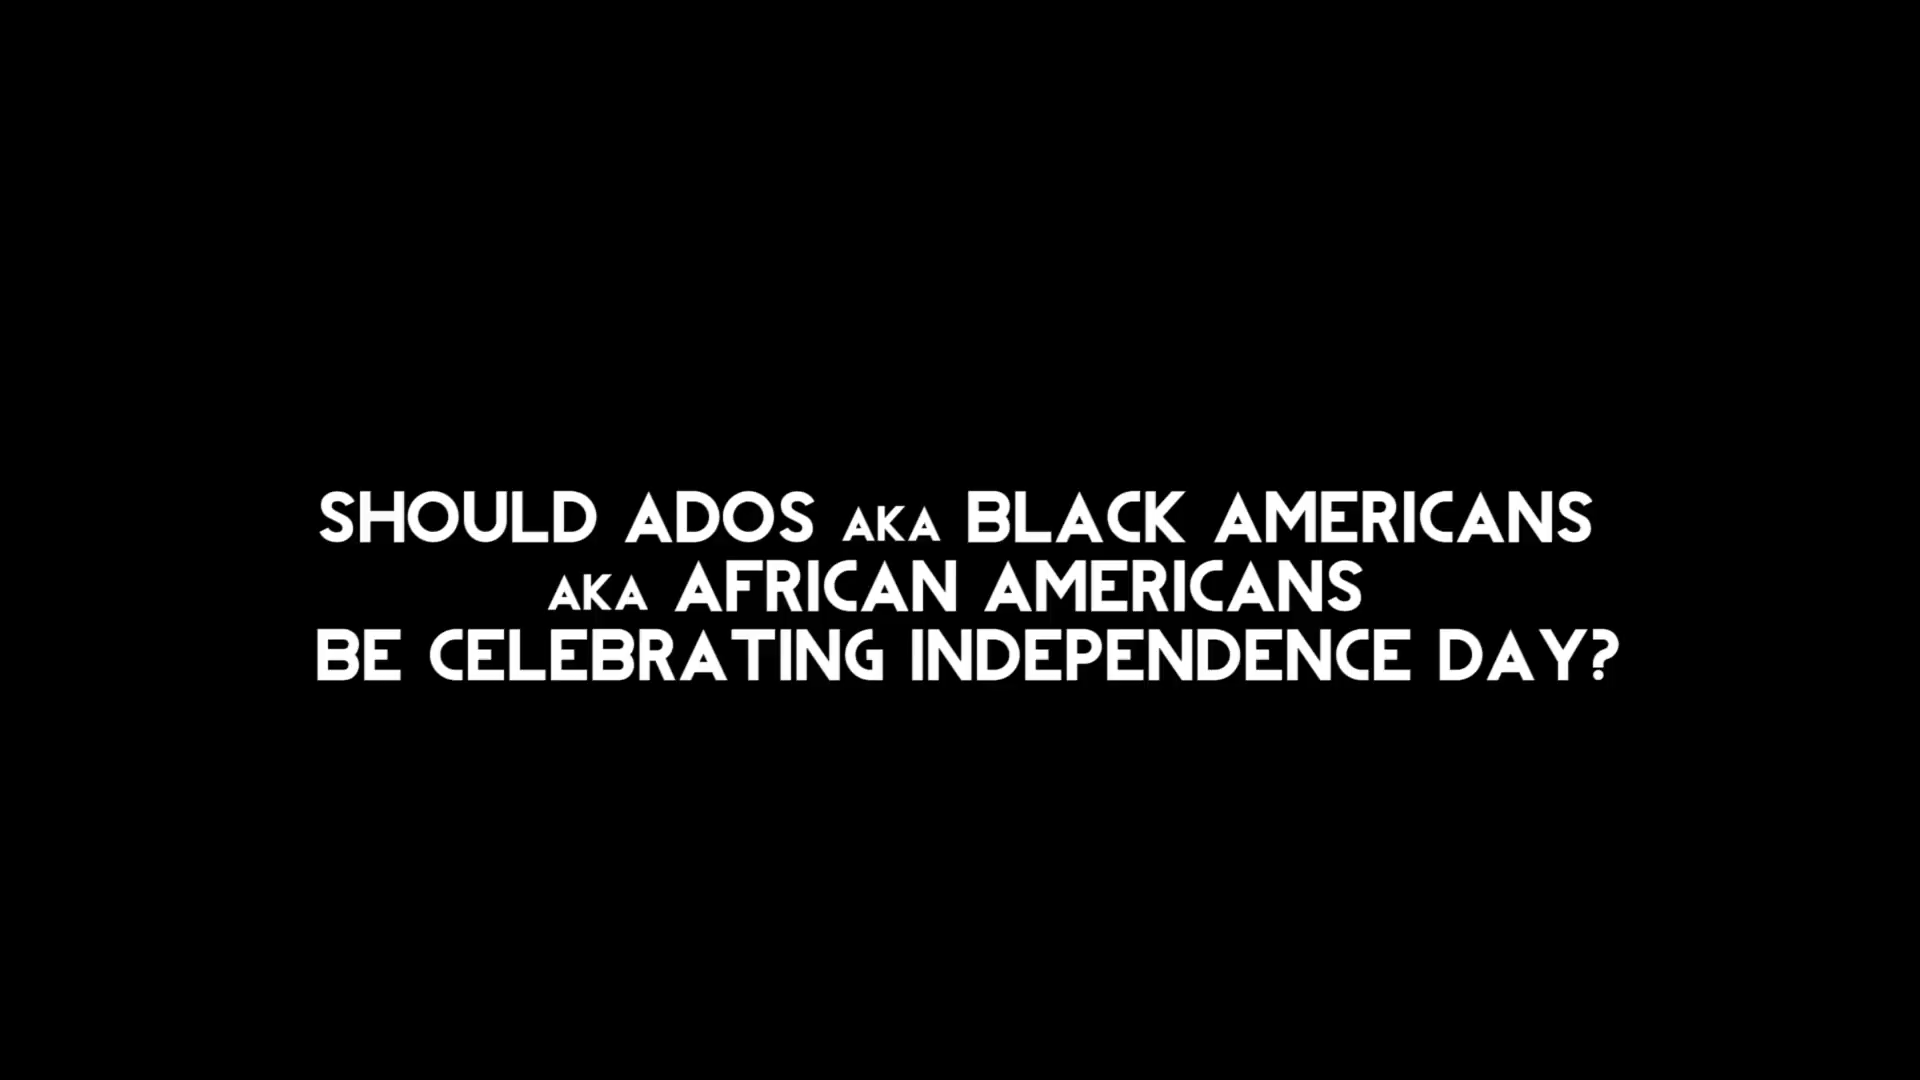 SHOULD ADOS AKA BLACK AMERICANS
AKA AFRICAN AMERICANS
BE CELEBRATING INDEPENDENCE DAY?